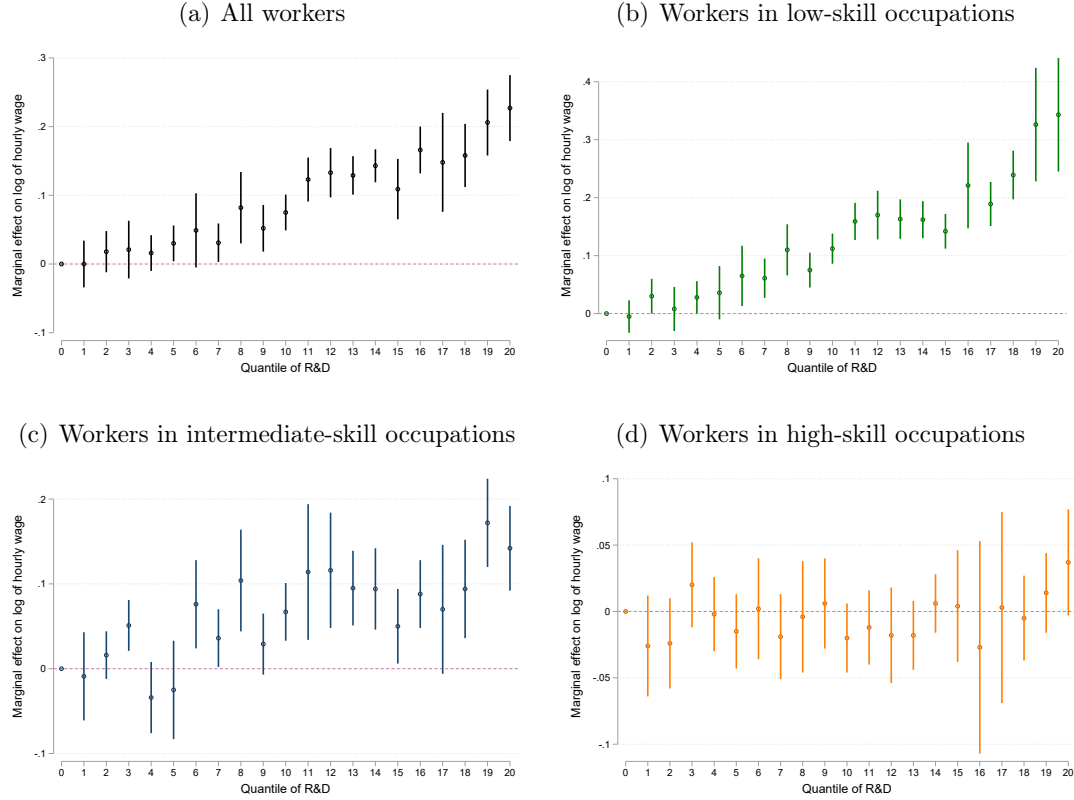 (a) All workers
Marginal effect on log of hourly wage
.3
.2
.1
0
-.1
0 1 2 3 4 5 6 7 8 9 10 11 12 13 14 15 16 17 18 19 20
Quantile of R&D
(b) Workers in low-skill occupations
Marginal effect on log of hourly wage
.4
.3
.2
.1
0
0 1 2 3 4 5 6 7 8 9 10 11 12 13 14 15 16 17 18 19 20
Quantile of R&D
(c) Workers in intermediate-skill occupations
Marginal effect on log of hourly wage
.2
.1
0
-.1
0 1 2 3 4 5 6 7 8 9 10 11 12 13 14 15 16 17 18 19 20
Quantile of R&D
(d) Workers in high-skill occupations
Marginal effect on log of hourly wage
.1
.05
0
-.05
-.1
0 1 2 3 4 5 6 7 8 9 10 11 12 13 14 15 16 17 18 19 20
Quantile of R&D